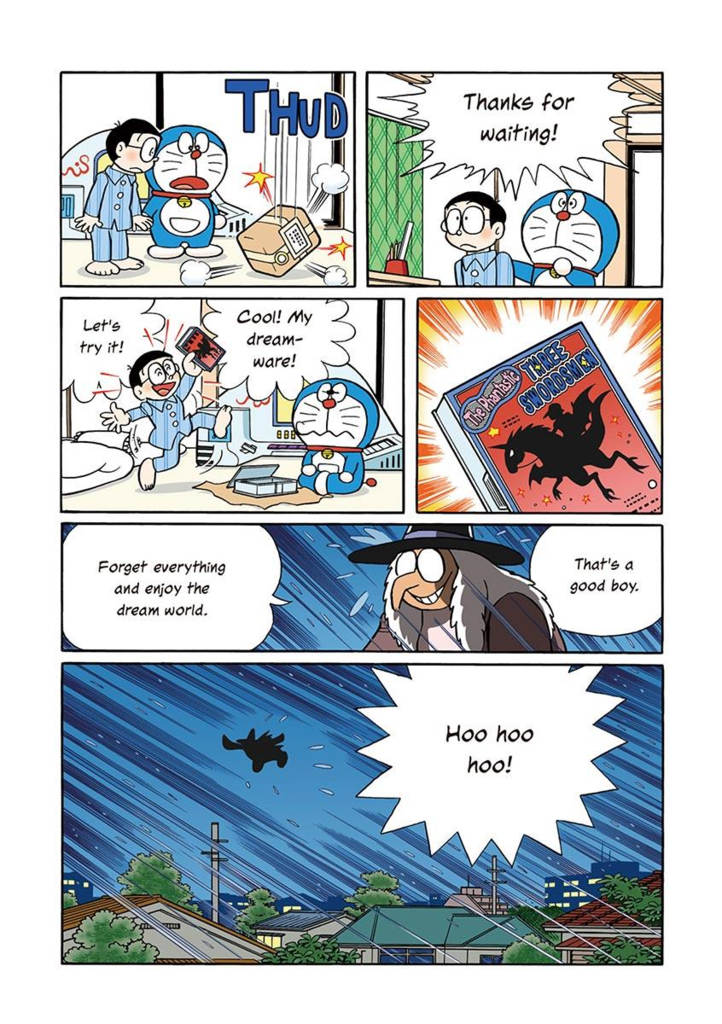 THUD
Thanks for
waiting!
Let's
try it!
Cool! My
dream-
ware!
The Phantastic
THREE
SWORDSMEN
Forget everything
and enjoy the
dream world.
That's a
good boy.
Hoo hoo
hoo!